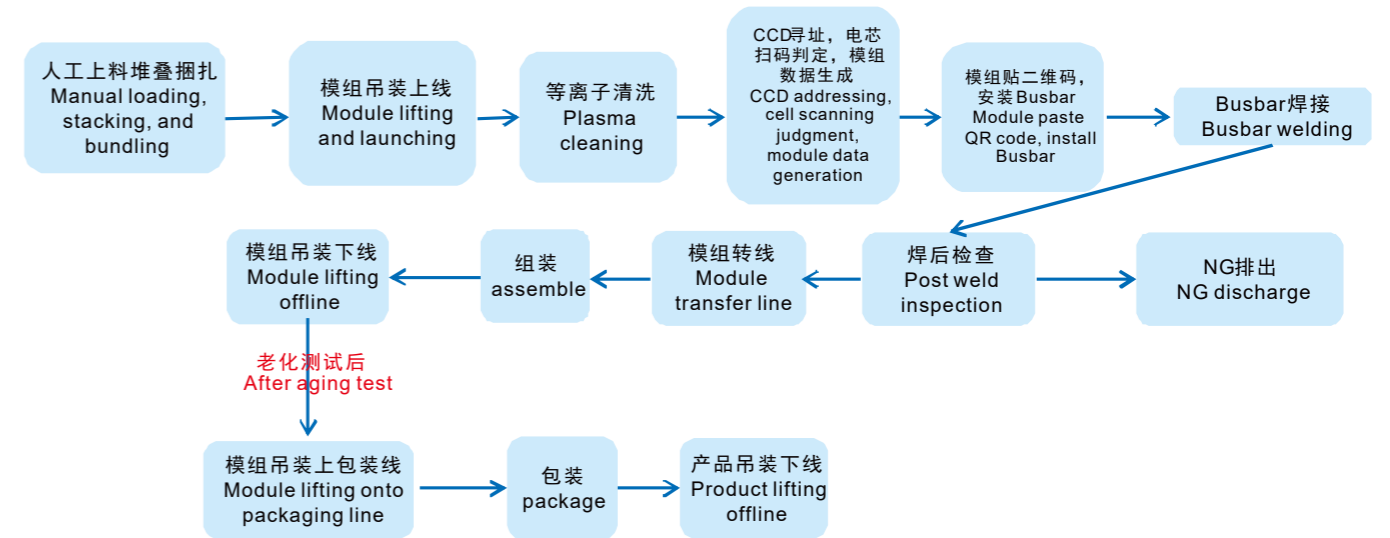 人工上料堆叠捆扎
Manual loading,
stacking, and
bundling
模组吊装上线
Module lifting
and launching
等离子清洗
Plasma
cleaning
CCD寻址，电芯
扫码判定，模组
数据生成
CCD addressing,
cell scanning
judgment,
module data
generation
模组贴二维码，
安装Busbar
Module paste
QR code, install
Busbar
Busbar焊接
Busbar welding
焊后检查
Post weld
inspection
NG排出
NG discharge
模组转线
Module
transfer line
组装
assemble
模组吊装下线
Module lifting
offline
老化测试后
After aging test
模组吊装上包装线
Module lifting onto
packaging line
包装
package
产品吊装下线
Product lifting
offline